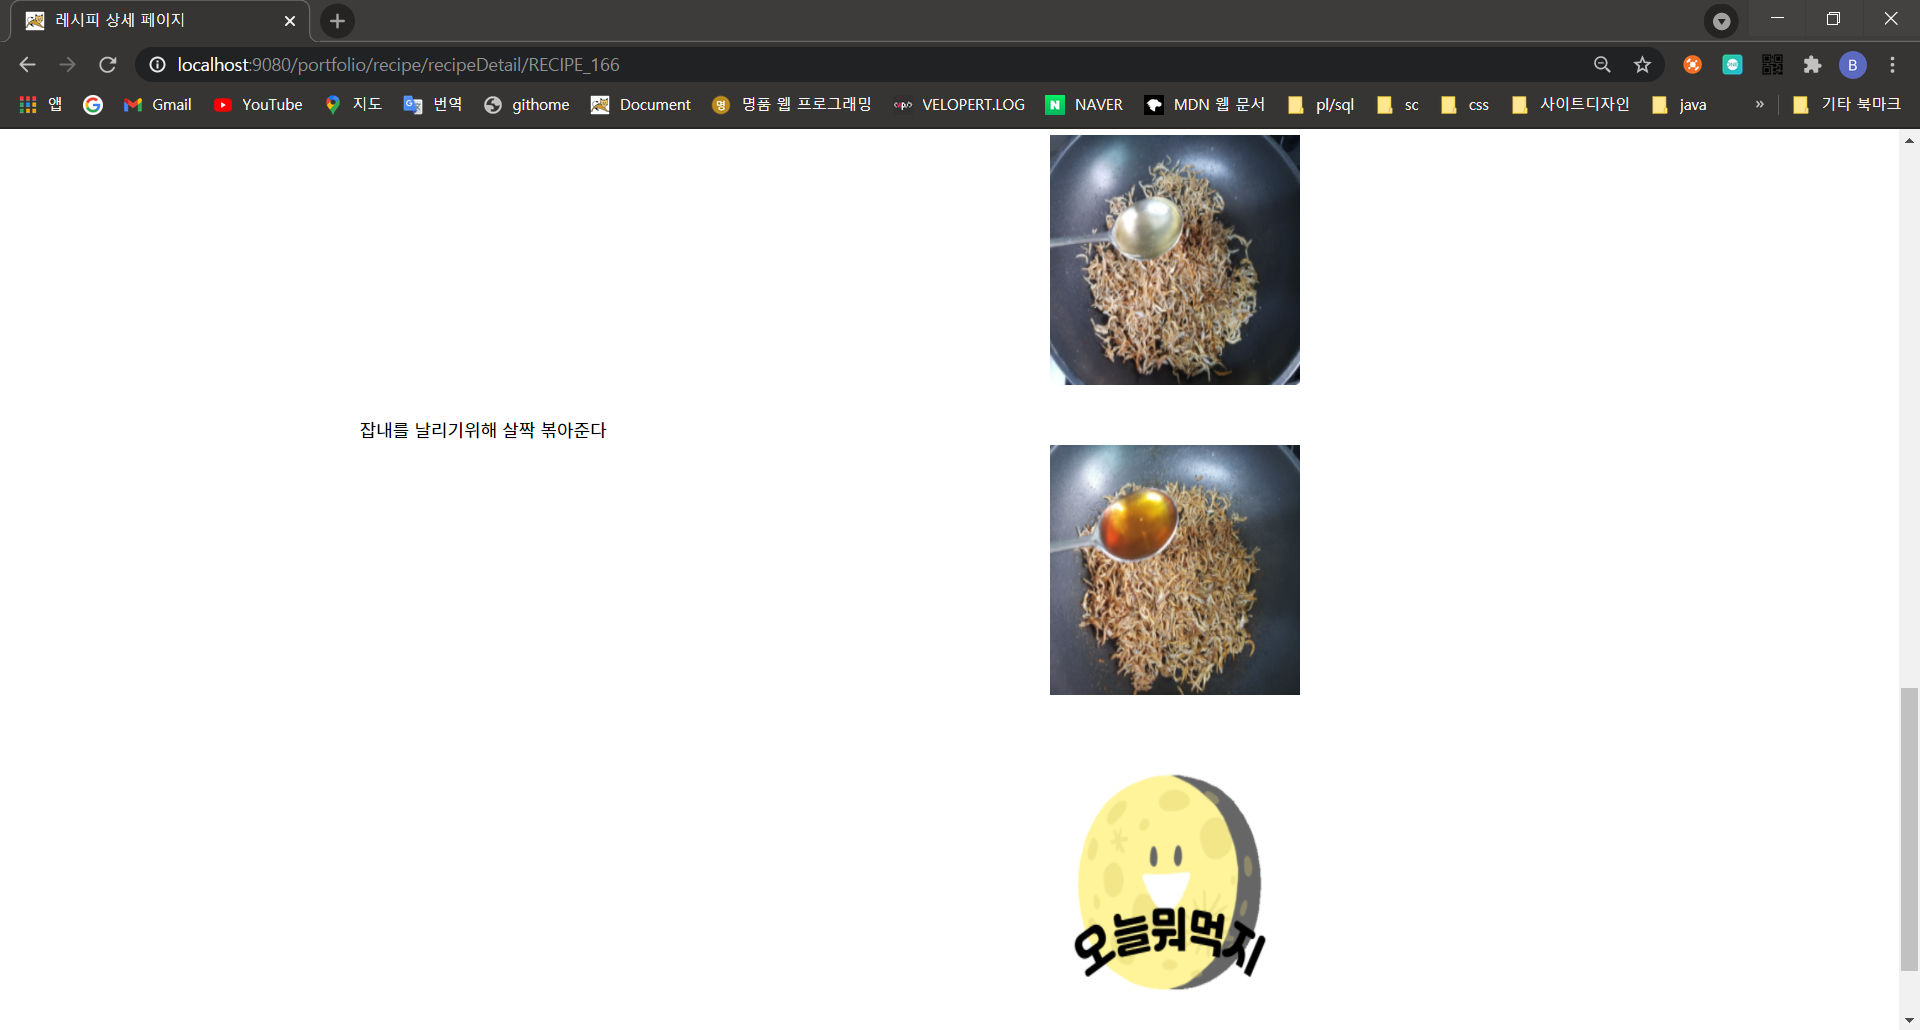 레시피 상세 페이지
localhost:9080/portfolio/recipe/recipeDetail/RECIPE_166
B
앱 Gmail YouTube 지도 번역 githome Document 명 명품 웹 프로그래밍 VELOPERT.LOG N NAVER MDN 웹 문서 pl/sql sc css 사이트디자인 java » 기타 북마크
잡내를 날리기위해 살짝 볶아준다
오늘뭐먹지